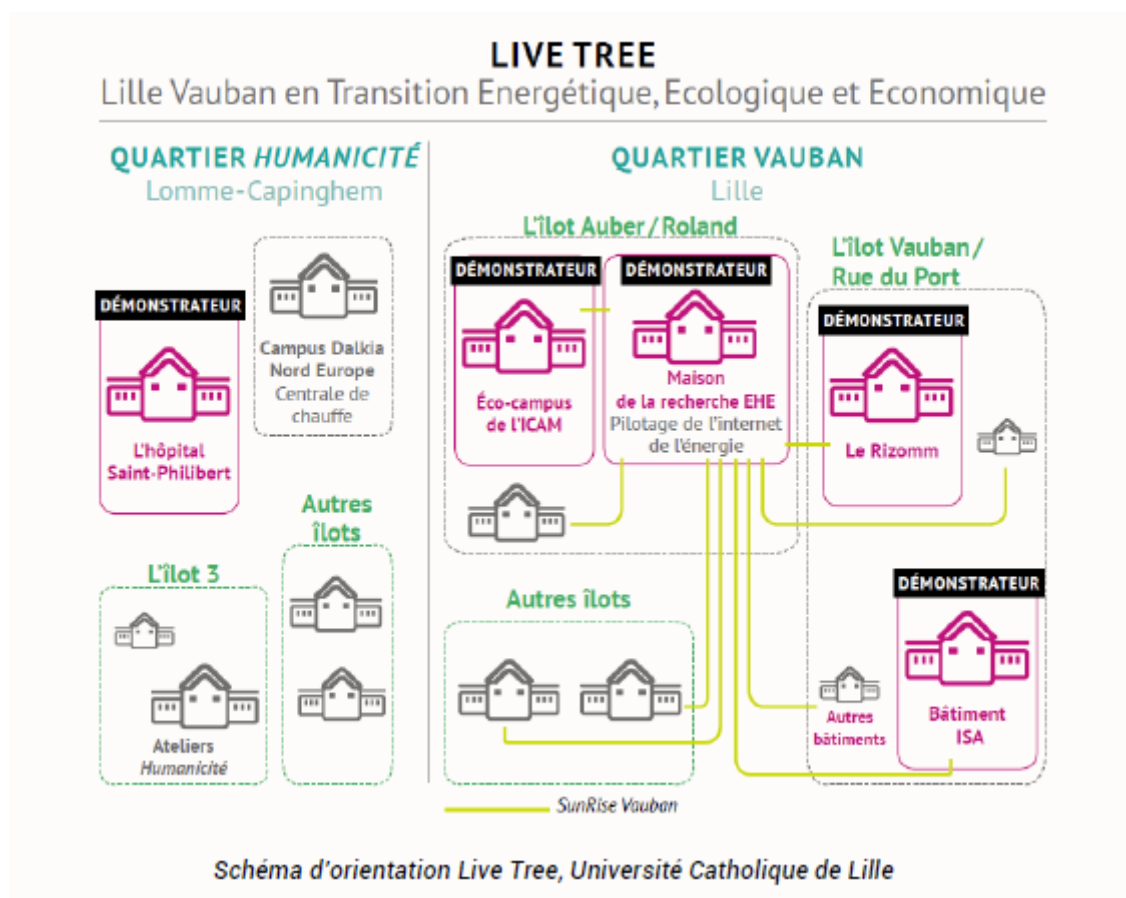 LIVE TREE
Lille Vauban en Transition Energétique, Ecologique et Economique
QUARTIER HUMANICITÉ
Lomme-Capinghem
DÉMONSTRATEUR
L'hôpital
Saint-Philibert
Campus Dalkia
Nord Europe
Centrale de
chauffe
L'îlot 3
Ateliers
Humanicité
Autres
îlots
QUARTIER VAUBAN
Lille
L'îlot Auber / Roland
DÉMONSTRATEUR
Éco-campus
de l'ICAM
DÉMONSTRATEUR
Maison
de la recherche EHE
Pilotage de l'internet
de l'énergie
L'îlot Vauban /
Rue du Port
DÉMONSTRATEUR
Le Rizomm
Autres îlots
DÉMONSTRATEUR
Bâtiment
ISA
Autres
bâtiments
SunRise Vauban
Schéma d'orientation Live Tree, Université Catholique de Lille